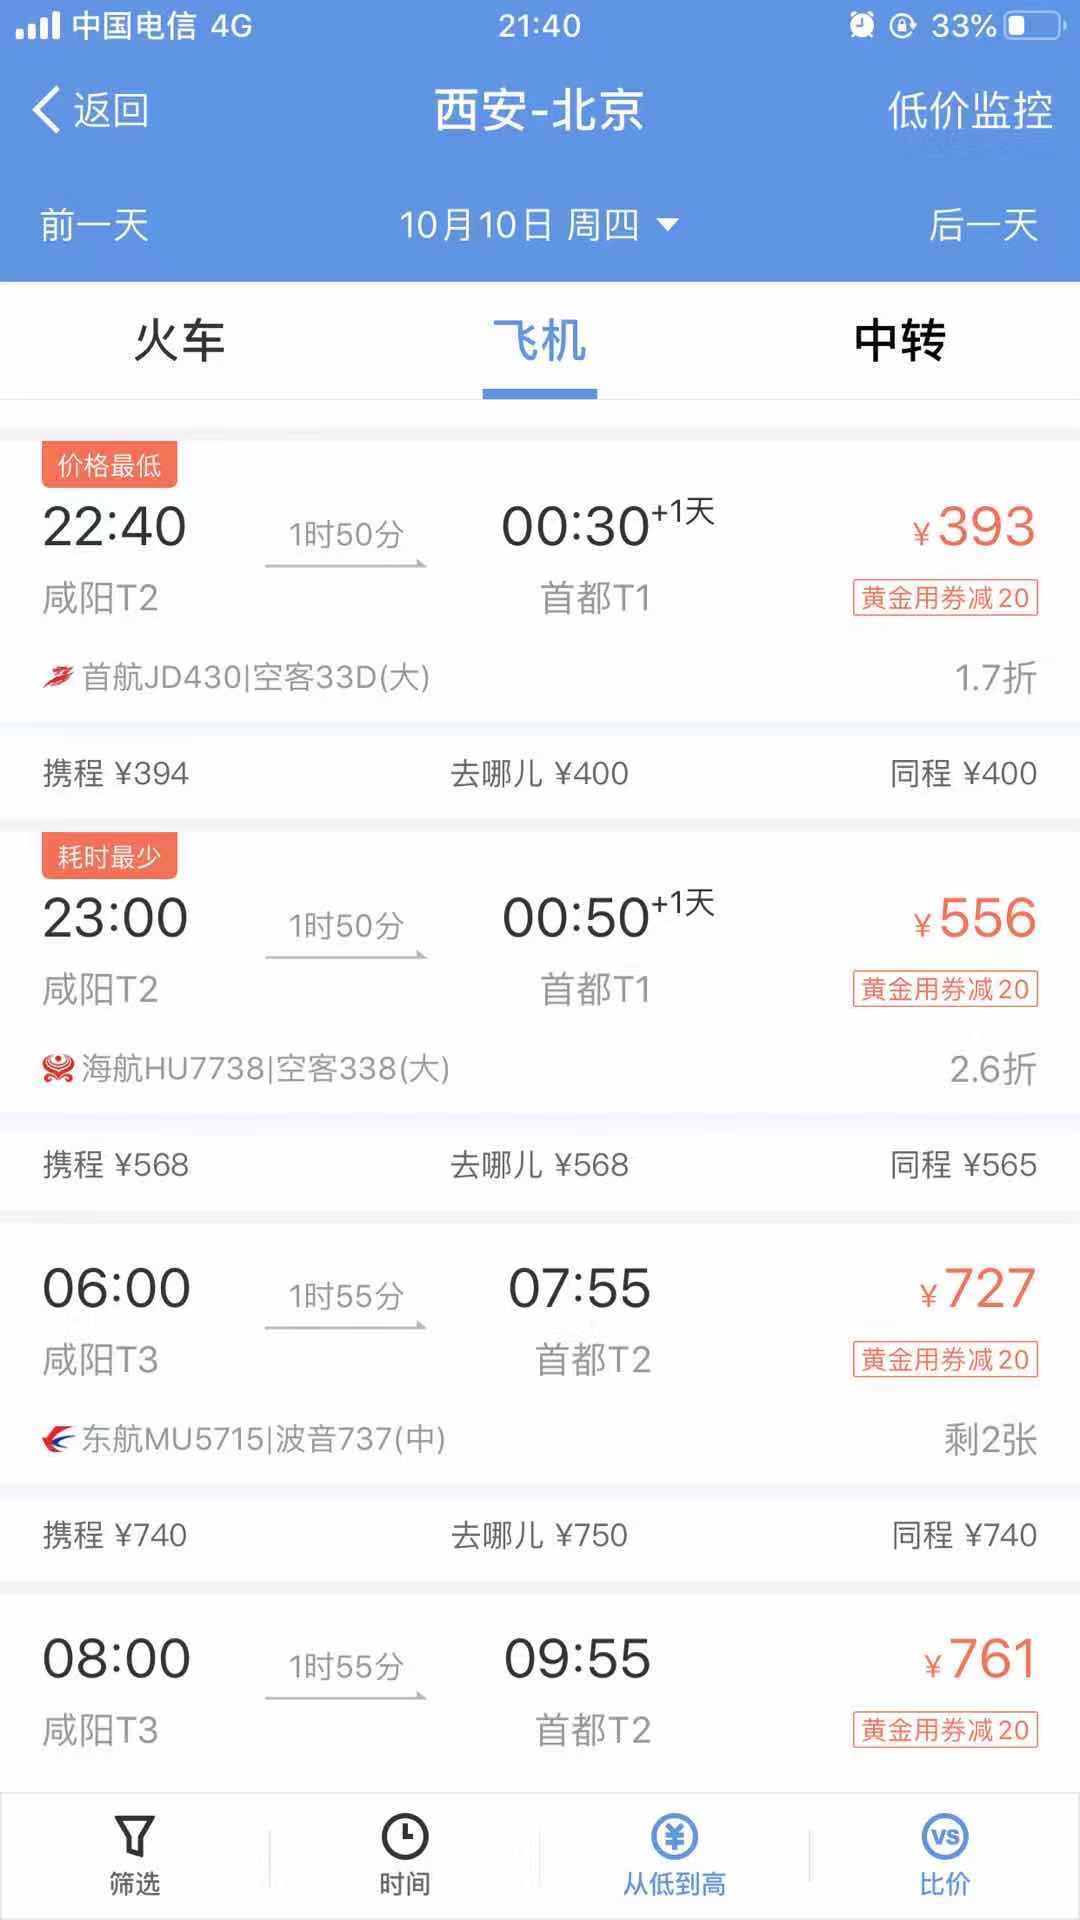 中国电信 4G 21:40 33%
返回 西安-北京 低价监控
前一天 10月10日 周四 后一天
火车 飞机 中转
价格最低
22:40 1时50分 00:30+1天 ¥393
咸阳T2 首都T1 黄金用券减20
首航JD430|空客33D(大) 1.7折
携程 ¥394 去哪儿 ¥400 同程 ¥400
耗时最少
23:00 1时50分 00:50+1天 ¥556
咸阳T2 首都T1 黄金用券减20
海航HU7738|空客338(大) 2.6折
携程 ¥568 去哪儿 ¥568 同程 ¥565
06:00 1时55分 07:55 ¥727
咸阳T3 首都T2 黄金用券减20
东航MU5715|波音737(中) 剩2张
携程 ¥740 去哪儿 ¥750 同程 ¥740
08:00 1时55分 09:55 ¥761
咸阳T3 首都T2 黄金用券减20
¥ VS
筛选 时间 从低到高 比价